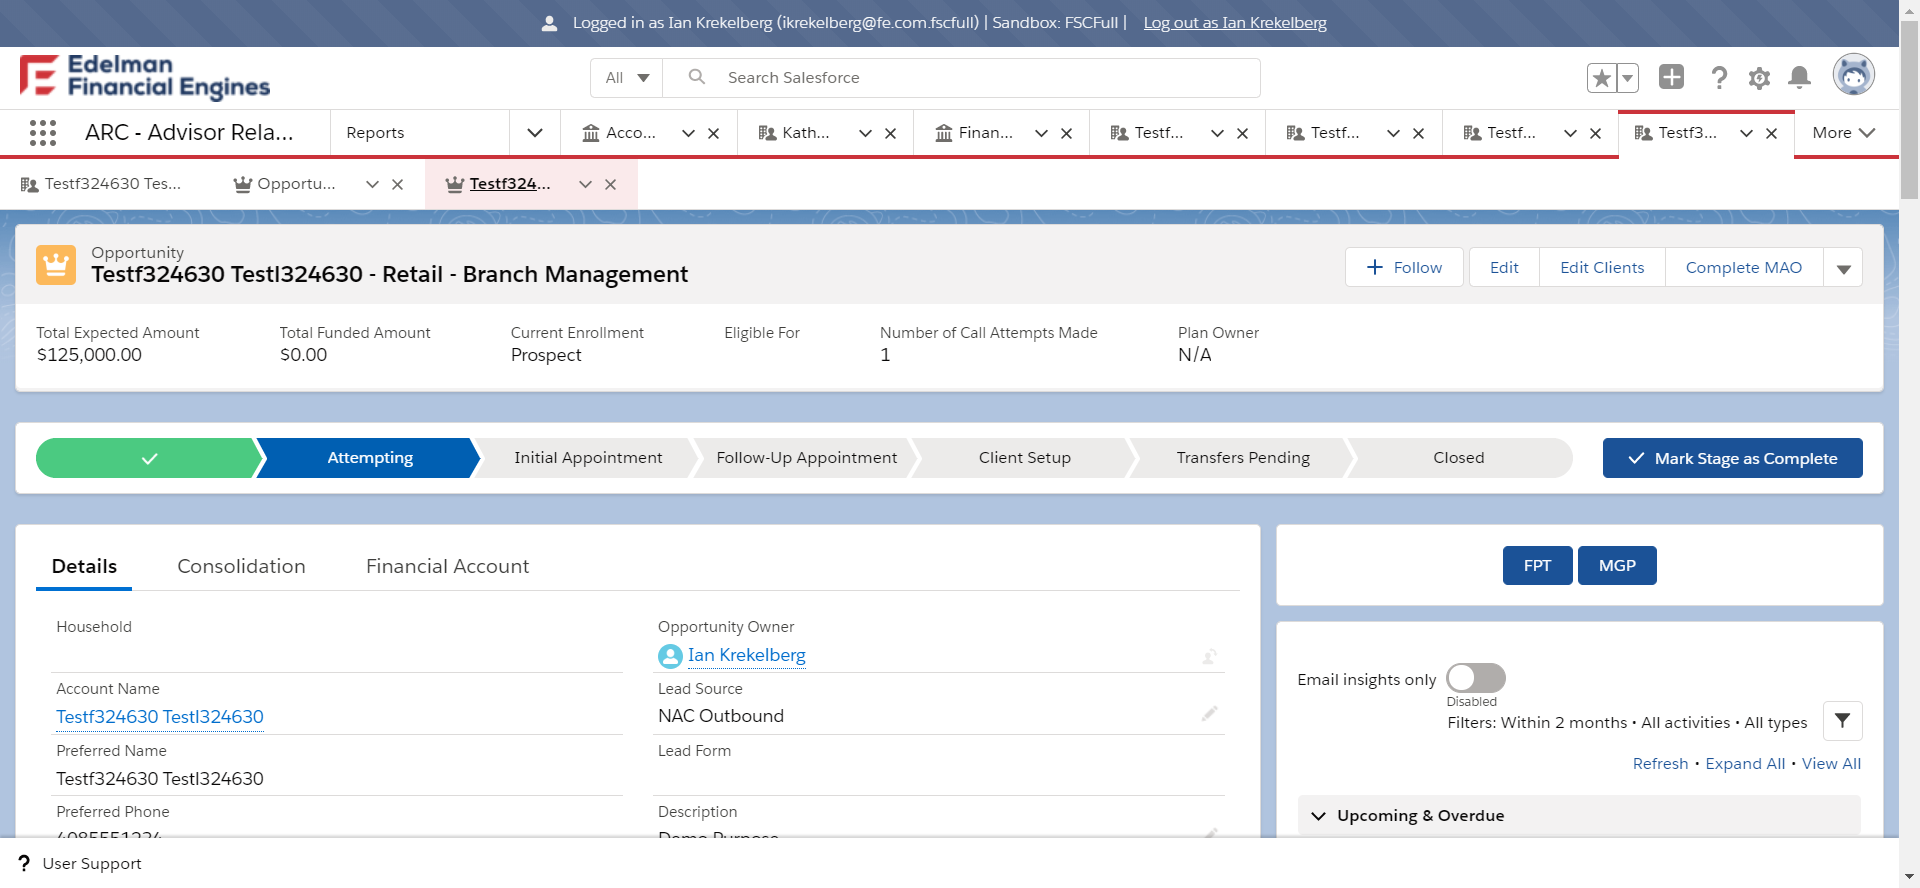 Logged in as Ian Krekelberg (ikrekelberg@fe.com.fscfull) | Sandbox: FSCFull | Log out as Ian Krekelberg
Edelman
Financial Engines
All
Search Salesforce
ARC - Advisor Rela...
Reports
Acco...
Kath...
Finan...
Testf...
Testf...
Testf...
Testf3...
More
Testf324630 Tes...
Opportu...
Testf324...
Opportunity
Testf324630 Testl324630 - Retail - Branch Management
Follow
Edit
Edit Clients
Complete MAO
Total Expected Amount
$125,000.00
Total Funded Amount
$0.00
Current Enrollment
Prospect
Eligible For
Number of Call Attempts Made
1
Plan Owner
N/A
Attempting
Initial Appointment
Follow-Up Appointment
Client Setup
Transfers Pending
Closed
Mark Stage as Complete
Details
Consolidation
Financial Account
FPT
MGP
Household
Opportunity Owner
Ian Krekelberg
Account Name
Testf324630 Testl324630
Lead Source
NAC Outbound
Preferred Name
Testf324630 Testl324630
Lead Form
Preferred Phone
4085551234
Description
Demo Purpose
Email insights only
Disabled
Filters: Within 2 months • All activities • All types
Refresh • Expand All • View All
Upcoming & Overdue
? User Support